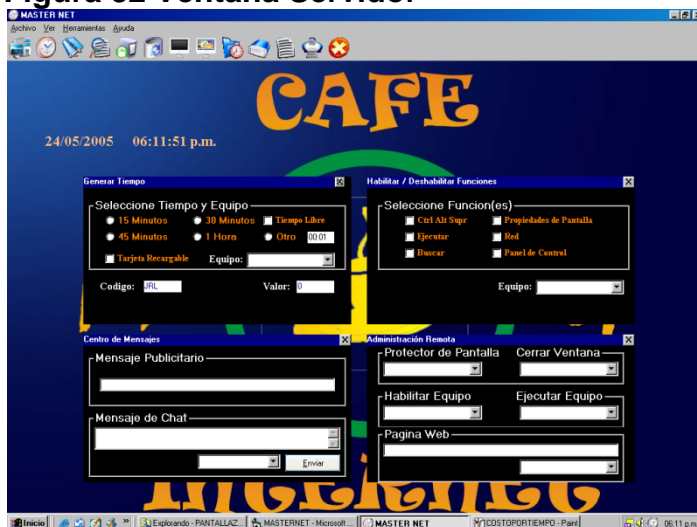 Figura 32 Ventana Servidor
MASTER NET
Archivo Ver Herramientas Ayuda
CAFE
24/05/2005 06:11:51 p.m.
Generar Tiempo
Seleccione Tiempo y Equipo
15 Minutos 30 Minutos Tiempo Libre
45 Minutos 1 Hora Otro 00:01
Tarjeta Recargable Equipo:
Codigo: JRL Valor: 0
Habilitar / Deshabilitar Funciones
Seleccione Funcion(es)
Ctrl Alt Supr Propiedades de Pantalla
Ejecutar Red
Buscar Panel de Control
Equipo:
Centro de Mensajes
Mensaje Publicitario
Mensaje de Chat
Enviar
Administración Remota
Protector de Pantalla Cerrar Ventana
Habilitar Equipo Ejecutar Equipo
Pagina Web
INTERNET
Inicio Explorando - PANTALLAZ... MASTERNET - Microsoft ... MASTER NET COSTOPORTIEMPO - Paint 06:11 p.m.